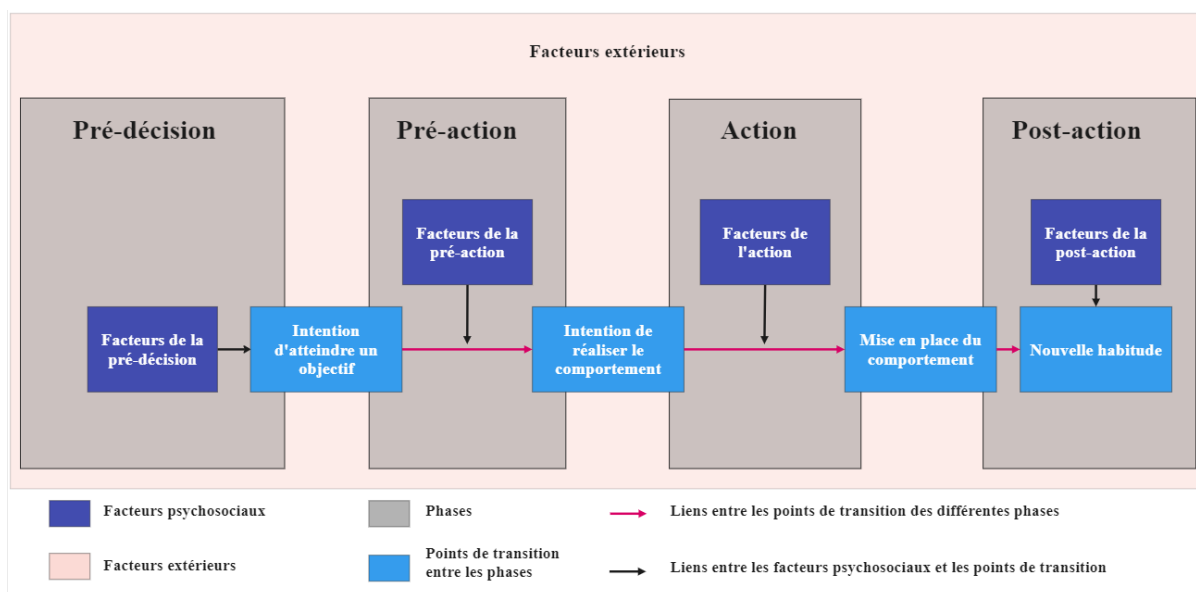 Facteurs extérieurs
Pré-décision
Pré-action
Action
Post-action
Facteurs de la
pré-action
Facteurs de
l'action
Facteurs de la
post-action
Facteurs de la
pré-décision
Intention
d'atteindre un
objectif
Intention de
réaliser le
comportement
Mise en place du
comportement
Nouvelle habitude
Facteurs psychosociaux
Phases
Liens entre les points de transition des différentes phases
Facteurs extérieurs
Points de transition
entre les phases
Liens entre les facteurs psychosociaux et les points de transition